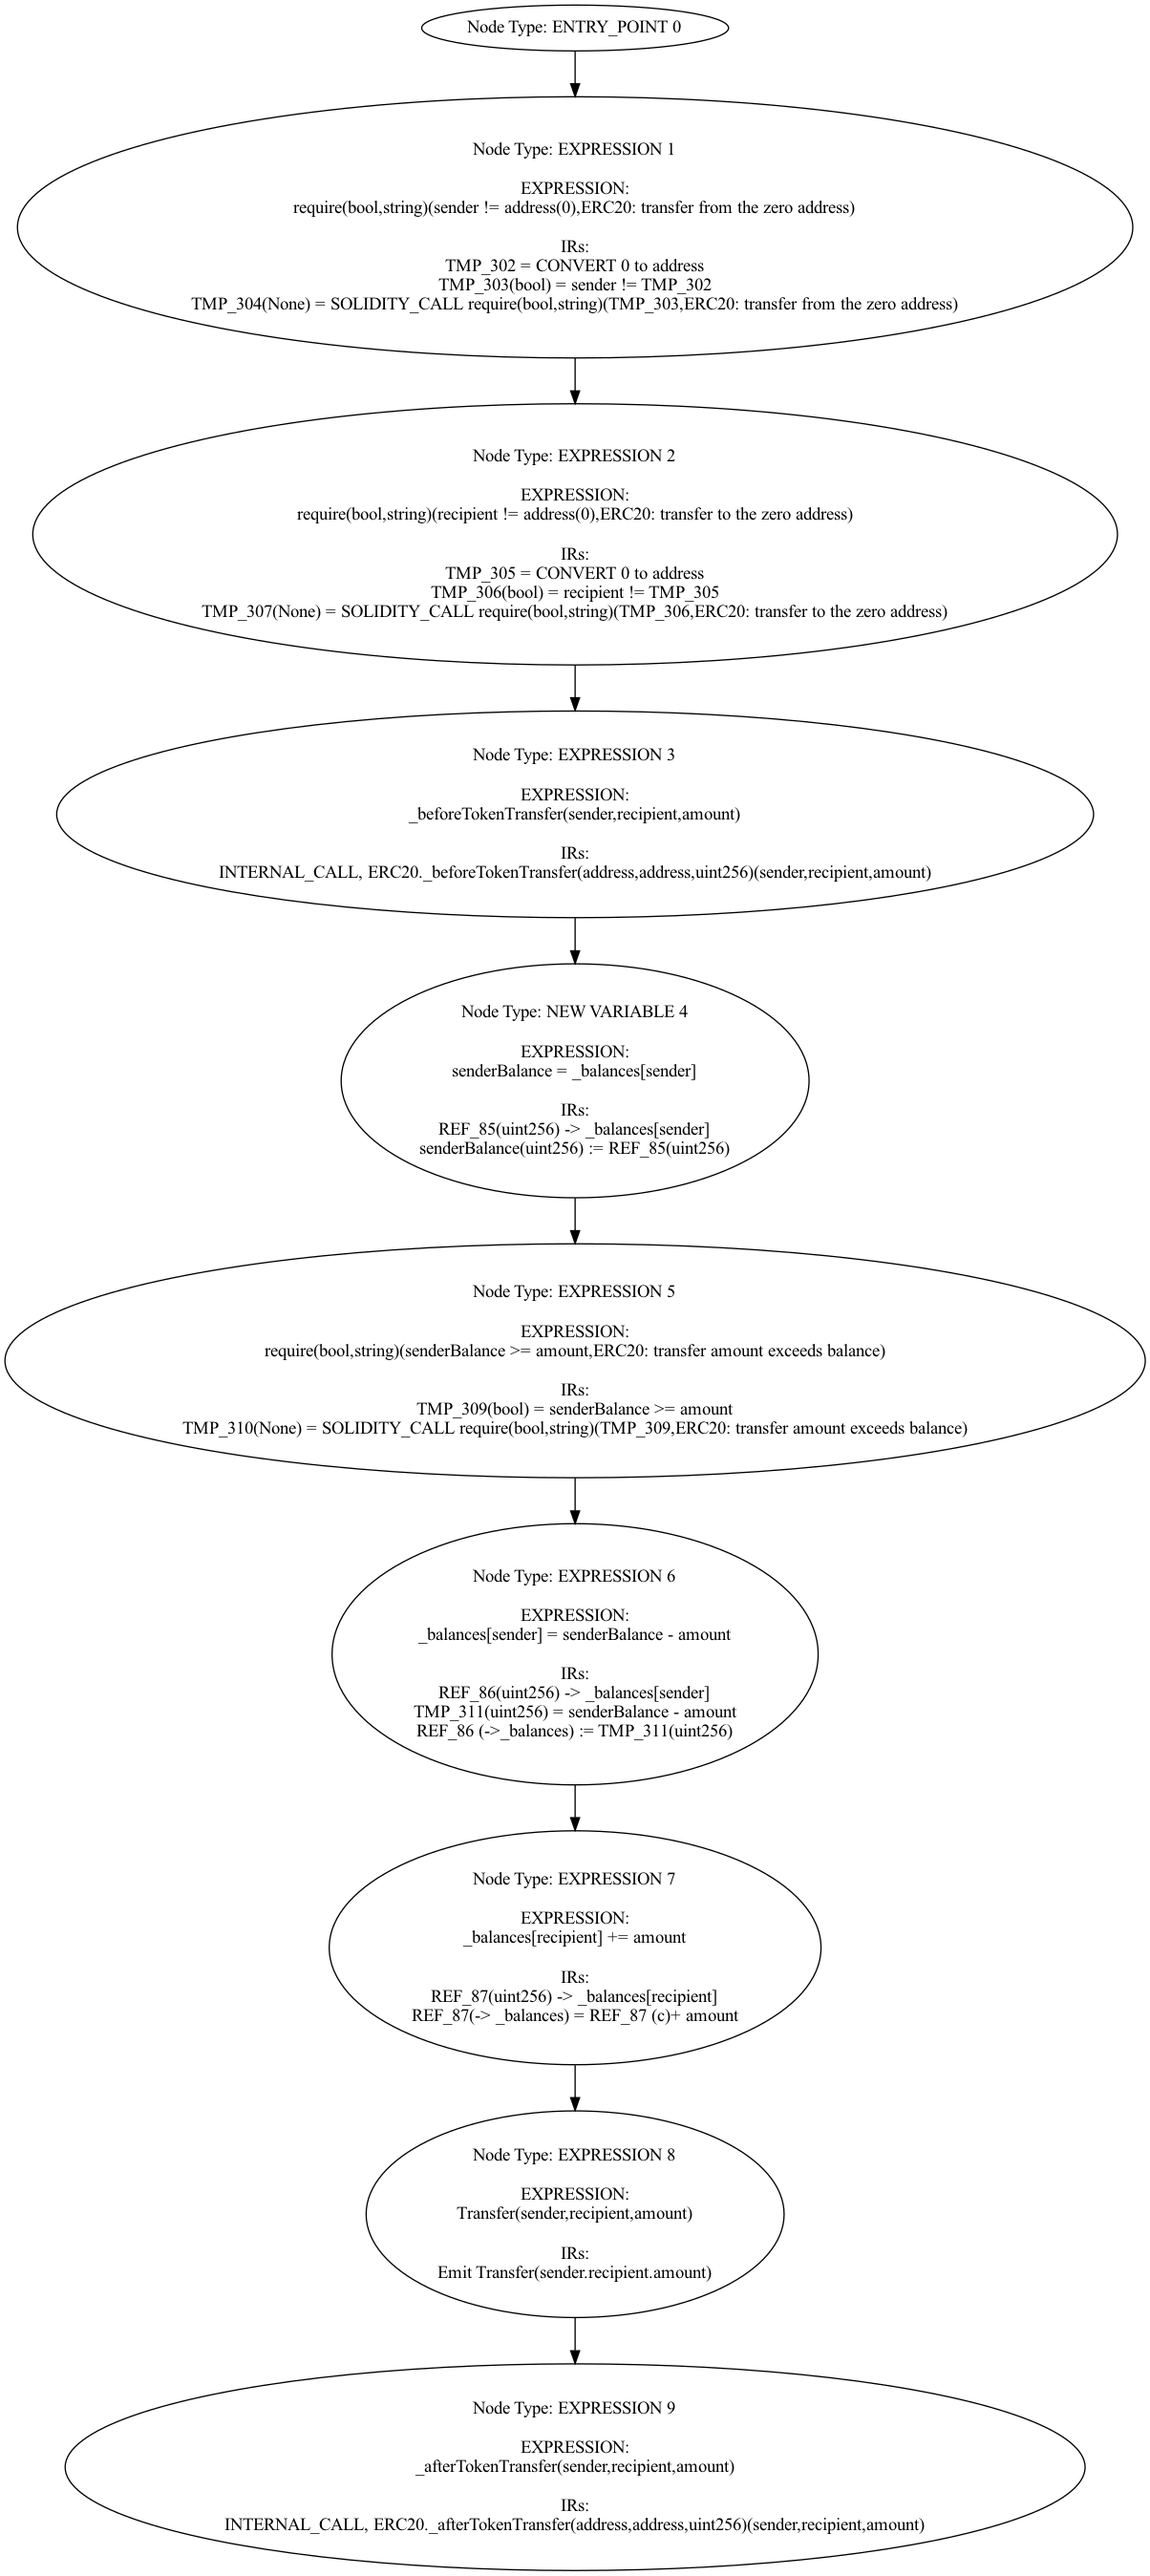 Node Type: ENTRY_POINT 0
Node Type: EXPRESSION 1
EXPRESSION:
require(bool,string)(sender != address(0),ERC20: transfer from the zero address)
IRs:
TMP_302 = CONVERT 0 to address
TMP_303(bool) = sender != TMP_302
TMP_304(None) = SOLIDITY_CALL require(bool,string)(TMP_303,ERC20: transfer from the zero address)
Node Type: EXPRESSION 2
EXPRESSION:
require(bool,string)(recipient != address(0),ERC20: transfer to the zero address)
IRs:
TMP_305 = CONVERT 0 to address
TMP_306(bool) = recipient != TMP_305
TMP_307(None) = SOLIDITY_CALL require(bool,string)(TMP_306,ERC20: transfer to the zero address)
Node Type: EXPRESSION 3
EXPRESSION:
_beforeTokenTransfer(sender,recipient,amount)
IRs:
INTERNAL_CALL, ERC20._beforeTokenTransfer(address,address,uint256)(sender,recipient,amount)
Node Type: NEW VARIABLE 4
EXPRESSION:
senderBalance = _balances[sender]
IRs:
REF_85(uint256) -> _balances[sender]
senderBalance(uint256) := REF_85(uint256)
Node Type: EXPRESSION 5
EXPRESSION:
require(bool,string)(senderBalance >= amount,ERC20: transfer amount exceeds balance)
IRs:
TMP_309(bool) = senderBalance >= amount
TMP_310(None) = SOLIDITY_CALL require(bool,string)(TMP_309,ERC20: transfer amount exceeds balance)
Node Type: EXPRESSION 6
EXPRESSION:
_balances[sender] = senderBalance - amount
IRs:
REF_86(uint256) -> _balances[sender]
TMP_311(uint256) = senderBalance - amount
REF_86 (->_balances) := TMP_311(uint256)
Node Type: EXPRESSION 7
EXPRESSION:
_balances[recipient] += amount
IRs:
REF_87(uint256) -> _balances[recipient]
REF_87(-> _balances) = REF_87 (c)+ amount
Node Type: EXPRESSION 8
EXPRESSION:
Transfer(sender,recipient,amount)
IRs:
Emit Transfer(sender.recipient.amount)
Node Type: EXPRESSION 9
EXPRESSION:
_afterTokenTransfer(sender,recipient,amount)
IRs:
INTERNAL_CALL, ERC20._afterTokenTransfer(address,address,uint256)(sender,recipient,amount)